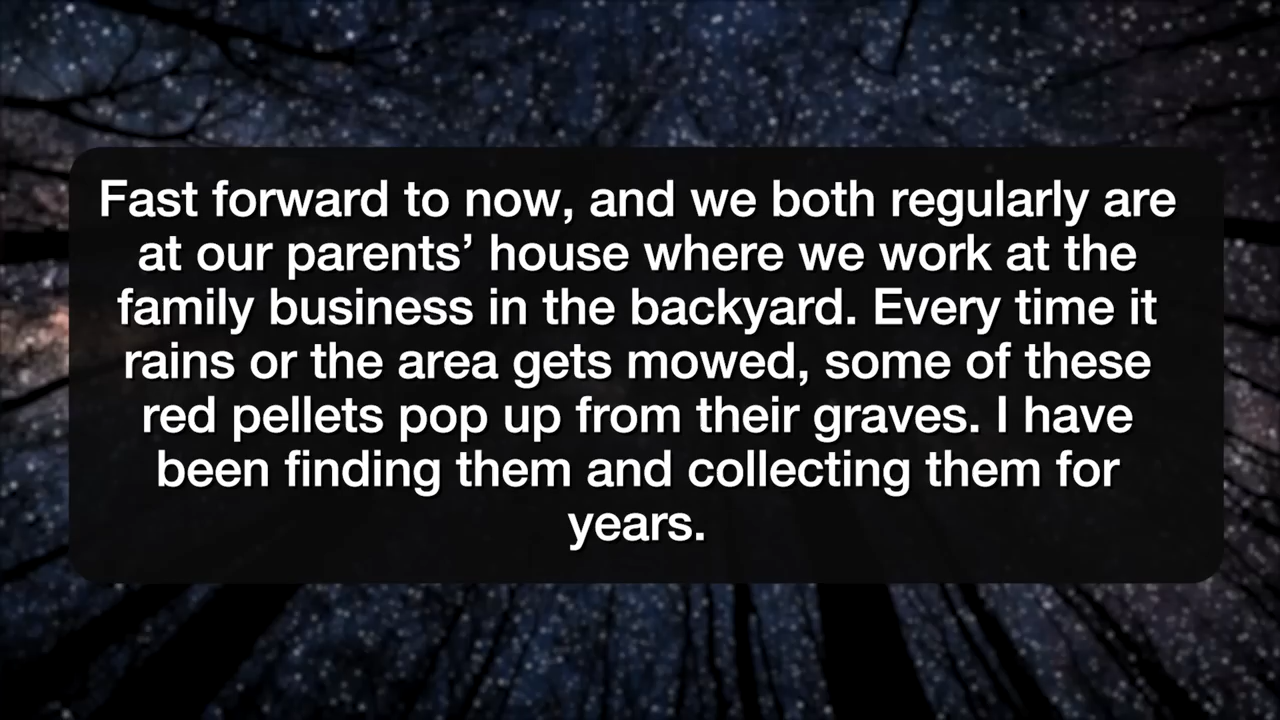 Fast forward to now, and we both regularly are
at our parents’ house where we work at the
family business in the backyard. Every time it
rains or the area gets mowed, some of these
red pellets pop up from their graves. I have
been finding them and collecting them for
years.